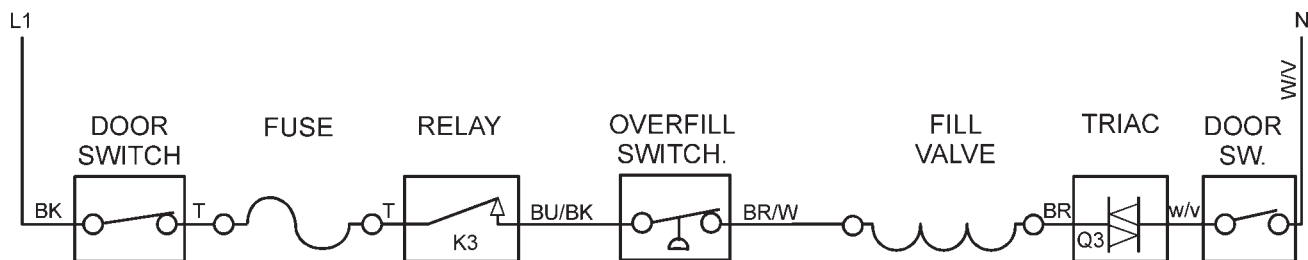 L1
N
W/V
DOOR
SWITCH
FUSE
RELAY
OVERFILL
SWITCH.
FILL
VALVE
TRIAC
DOOR
SW.
BK
T
T
K3
BU/BK
BR/W
BR
Q3
w/v